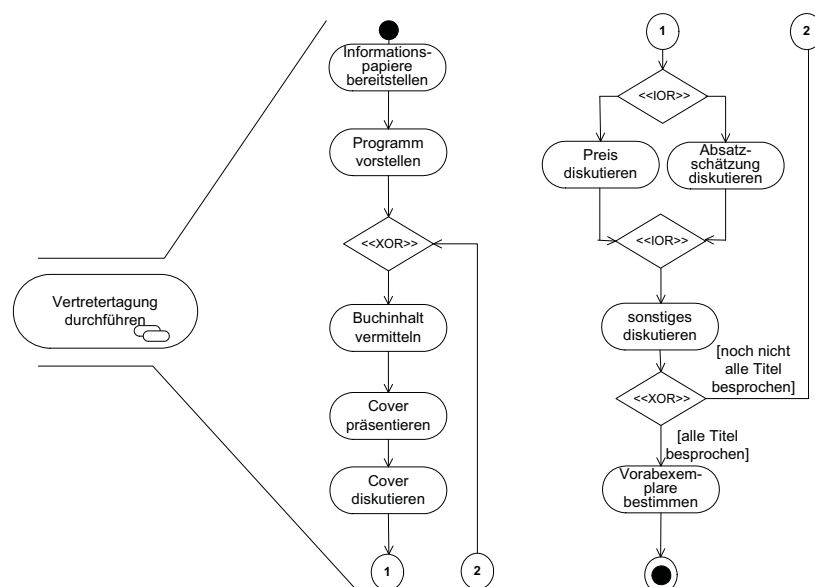 Vertretertagung
durchführen
Informations-
papiere
bereitstellen
Programm
vorstellen
<<XOR>>
Buchinhalt
vermitteln
Cover
präsentieren
Cover
diskutieren
1
2
1
2
<<IOR>>
Preis
diskutieren
Absatz-
schätzung
diskutieren
<<IOR>>
sonstiges
diskutieren
[noch nicht
alle Titel
besprochen]
<<XOR>>
[alle Titel
besprochen]
Vorabexem-
plare
bestimmen